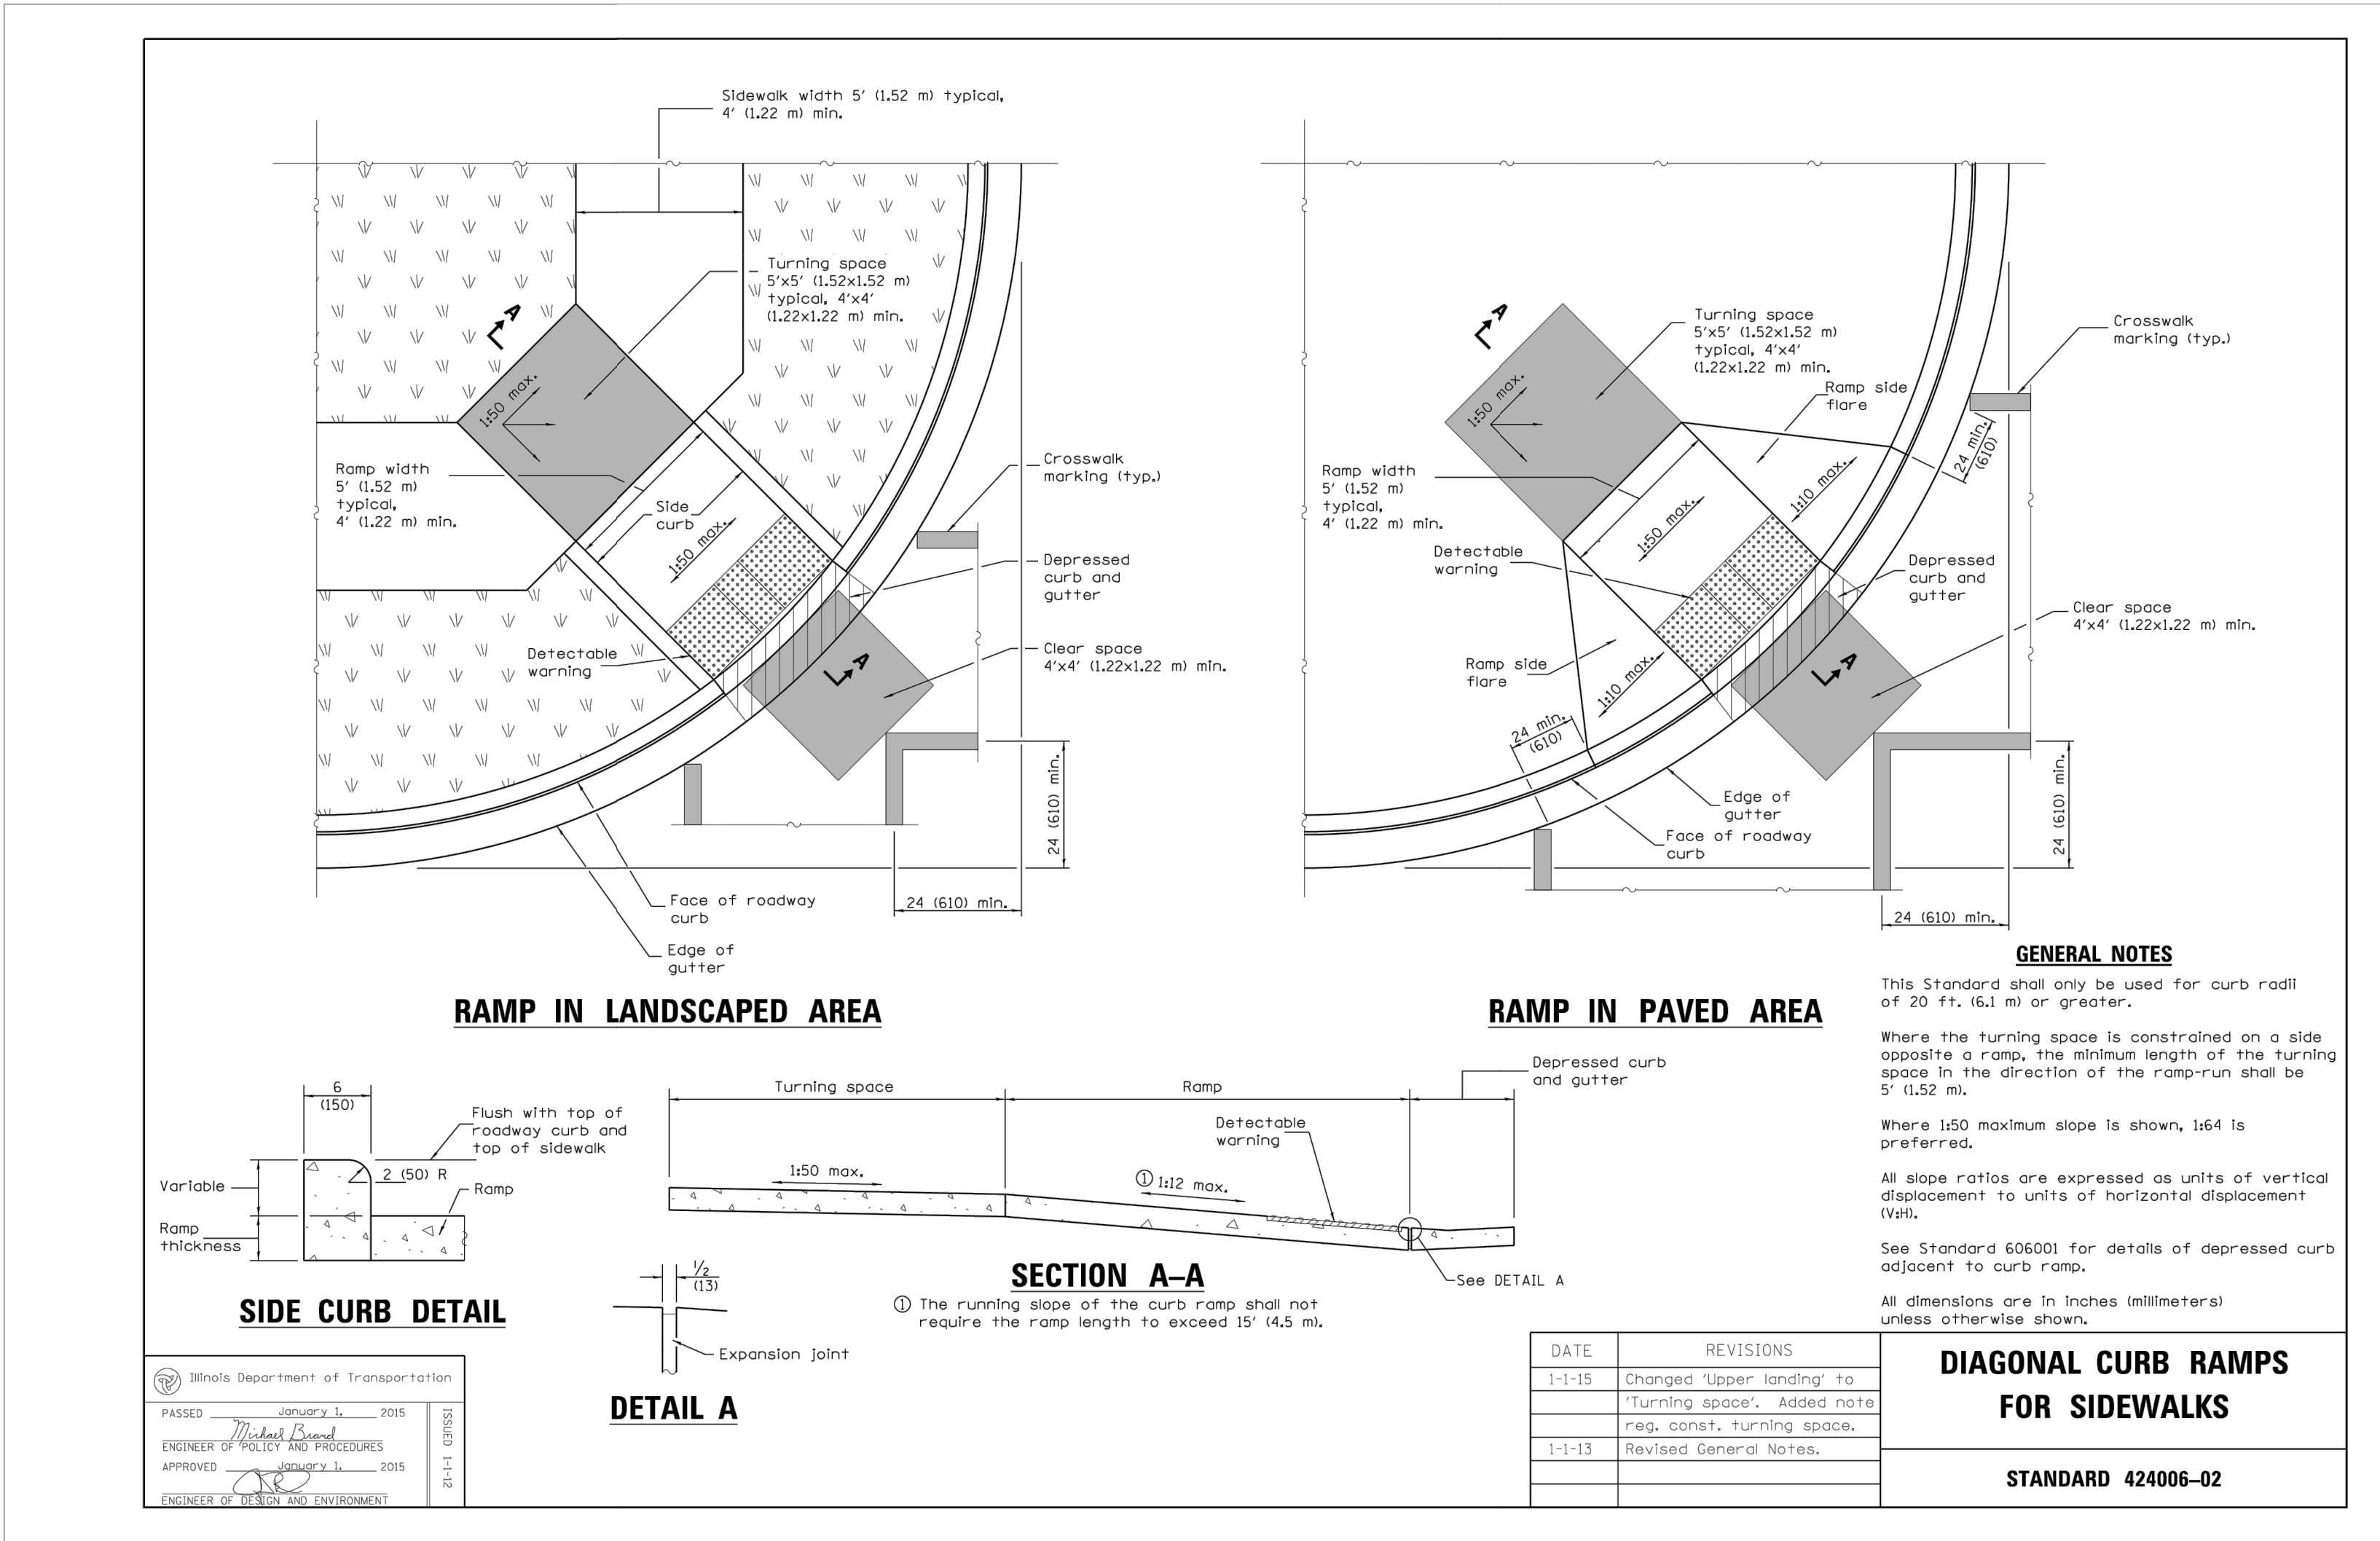 Sidewalk width 5' (1.52 m) typical,
4' (1.22 m) min.
Turning space
5'x5' (1.52x1.52 m)
typical, 4'x4'
(1.22x1.22 m) min.
A
1:50 max.
Ramp width
5' (1.52 m)
typical,
4' (1.22 m) min.
Side
curb
1:50 max.
Crosswalk
marking (typ.)
Depressed
curb and
gutter
Clear space
4'x4' (1.22x1.22 m) min.
Detectable
warning
A
24 (610) min.
24 (610) min.
Face of roadway
curb
Edge of
gutter
RAMP IN LANDSCAPED AREA
A
Turning space
5'x5' (1.52x1.52 m)
typical, 4'x4'
(1.22x1.22 m) min.
Crosswalk
marking (typ.)
Ramp side
flare
1:50 max.
24 min.
(610)
Ramp width
5' (1.52 m)
typical,
4' (1.22 m) min.
1:10 max.
1:50 max.
Detectable
warning
Depressed
curb and
gutter
Clear space
4'x4' (1.22x1.22 m) min.
Ramp side
flare
A
1:10 max.
24 min.
(610)
Edge of
gutter
Face of roadway
curb
24 (610) min.
24 (610) min.
RAMP IN PAVED AREA
GENERAL NOTES
This Standard shall only be used for curb radii
of 20 ft. (6.1 m) or greater.
Where the turning space is constrained on a side
opposite a ramp, the minimum length of the turning
space in the direction of the ramp-run shall be
5' (1.52 m).
Where 1:50 maximum slope is shown, 1:64 is
preferred.
All slope ratios are expressed as units of vertical
displacement to units of horizontal displacement
(V:H).
See Standard 606001 for details of depressed curb
adjacent to curb ramp.
All dimensions are in inches (millimeters)
unless otherwise shown.
6
(150)
Flush with top of
roadway curb and
top of sidewalk
2 (50) R
Variable
Ramp
Ramp
thickness
SIDE CURB DETAIL
Turning space
Ramp
Depressed curb
and gutter
Detectable
warning
1:50 max.
① 1:12 max.
See DETAIL A
SECTION A–A
① The running slope of the curb ramp shall not
require the ramp length to exceed 15' (4.5 m).
1/2
(13)
Expansion joint
DETAIL A
Illinois Department of Transportation
PASSED January 1, 2015
Michael Brand
ENGINEER OF POLICY AND PROCEDURES
APPROVED January 1, 2015
ENGINEER OF DESIGN AND ENVIRONMENT
ISSUED 1-1-12
DATE REVISIONS
1-1-15 Changed 'Upper landing' to
'Turning space'. Added note
reg. const. turning space.
1-1-13 Revised General Notes.
DIAGONAL CURB RAMPS
FOR SIDEWALKS
STANDARD 424006–02